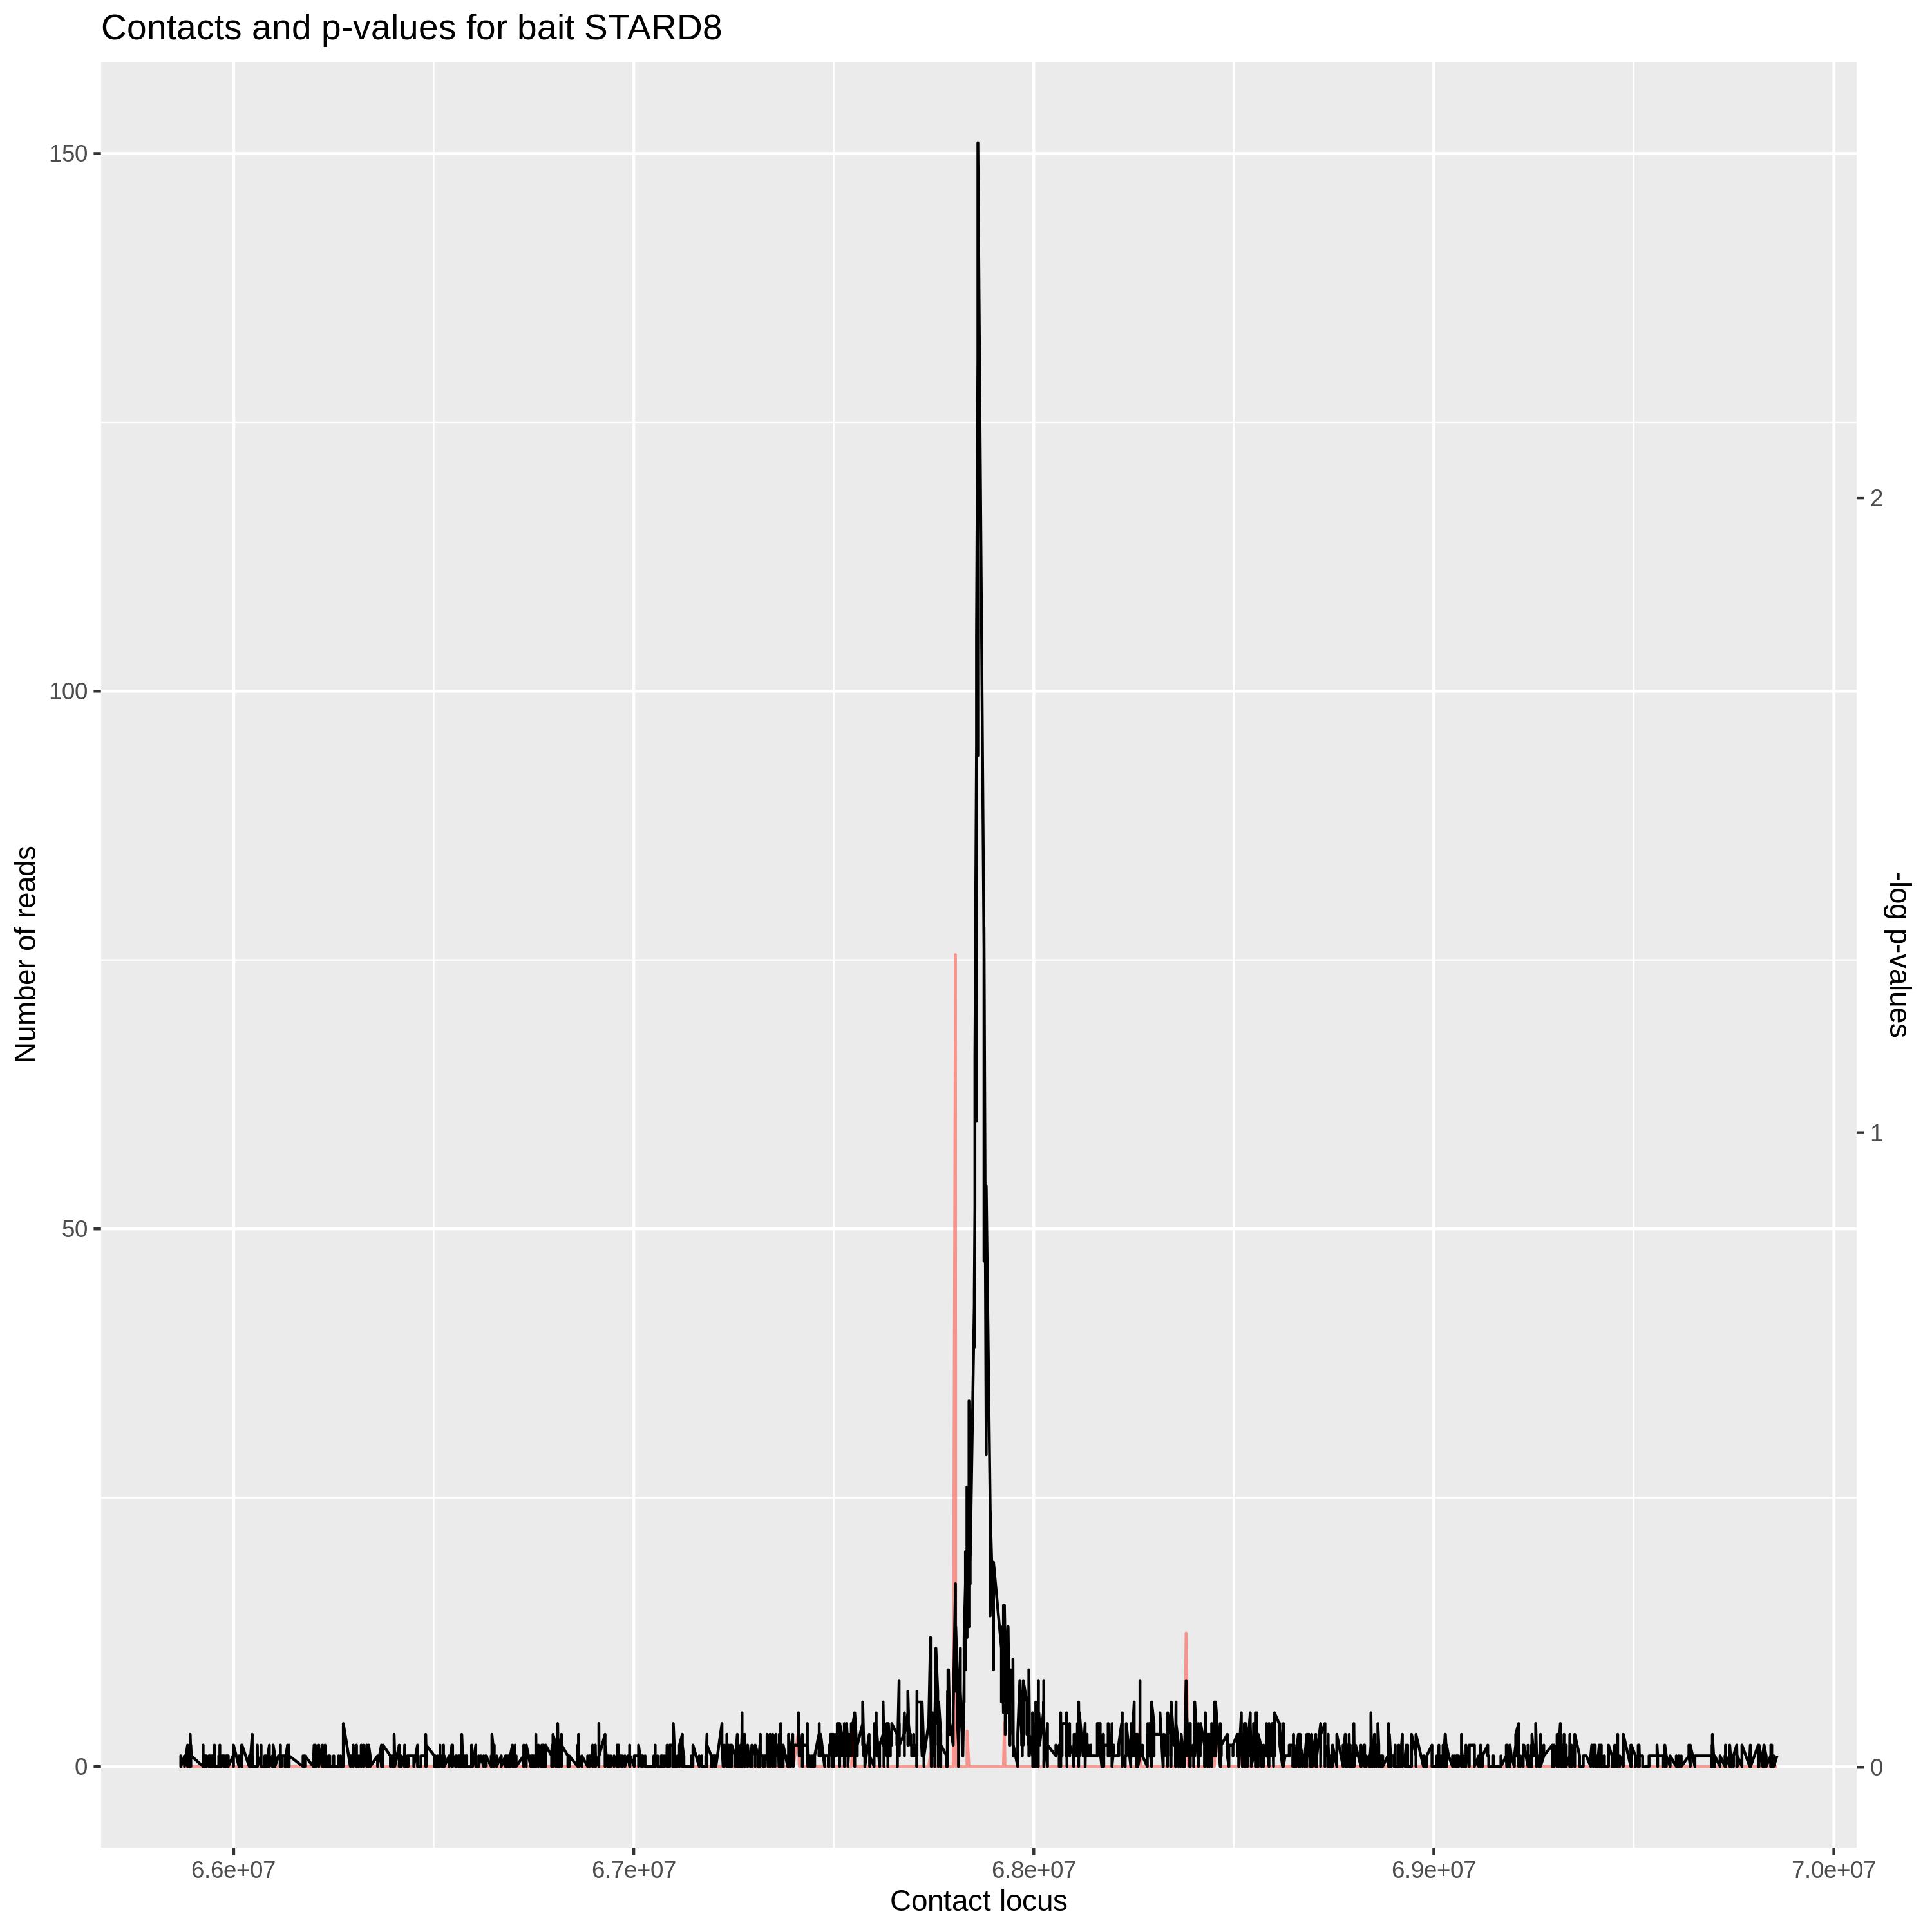 Contacts and p-values for bait STARD8
150
100
50
0
Number of reads
2
1
0
-log p-values
6.6e+07
6.7e+07
6.8e+07
6.9e+07
7.0e+07
Contact locus